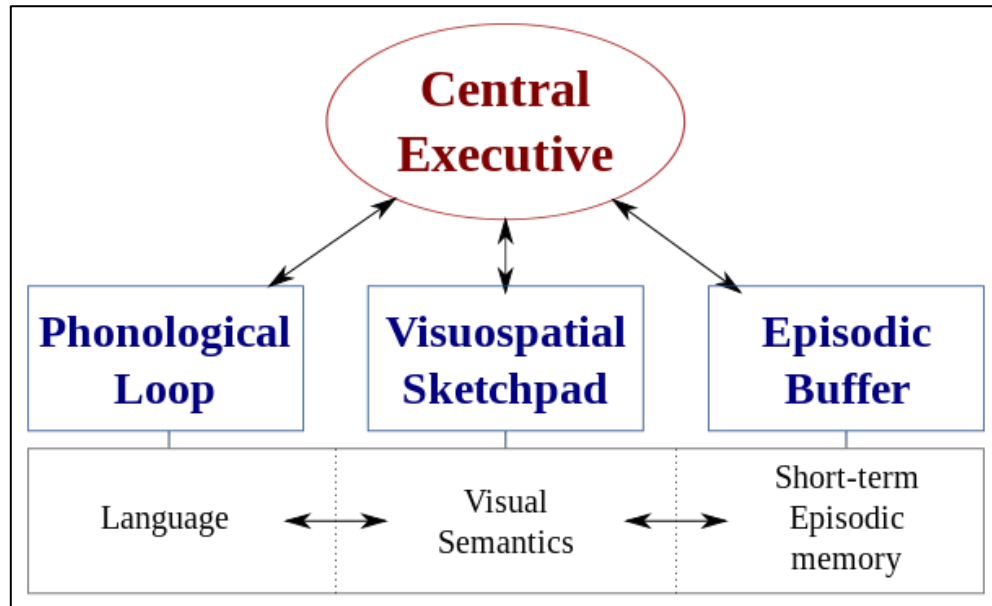 Central
Executive
Phonological
Loop
Visuospatial
Sketchpad
Episodic
Buffer
Language
Visual
Semantics
Short-term
Episodic
memory